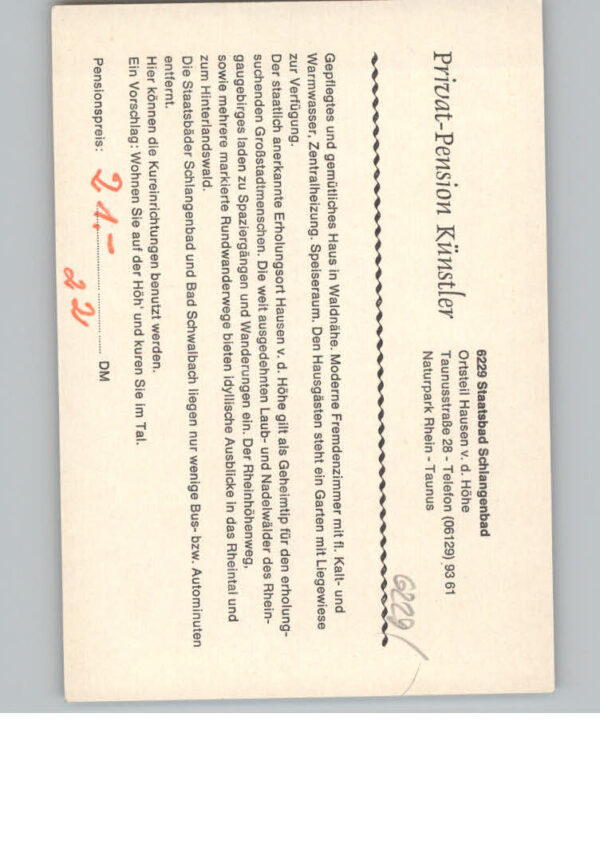 Privat-Pension Künstler
6229 Staatsbad Schlangenbad
Ortsteil Hausen v. d. Höhe
Taunusstraße 28 - Telefon (06129) 93 61
Naturpark Rhein - Taunus
6229/
Gepflegtes und gemütliches Haus in Waldnähe. Moderne Fremdenzimmer mit fl. Kalt- und
Warmwasser, Zentralheizung. Speiseraum. Den Hausgästen steht ein Garten mit Liegewiese
zur Verfügung.
Der staatlich anerkannte Erholungsort Hausen v. d. Höhe gilt als Geheimtip für den erholung-
suchenden Großstadtmenschen. Die weit ausgedehnten Laub- und Nadelwälder des Rhein-
gaugebirges laden zu Spaziergängen und Wanderungen ein. Der Rheinhöhenweg,
sowie mehrere markierte Rundwanderwege bieten idyllische Ausblicke in das Rheintal und
zum Hinterlandswald.
Die Staatsbäder Schlangenbad und Bad Schwalbach liegen nur wenige Bus- bzw. Autominuten
entfernt.
Hier können die Kureinrichtungen benutzt werden.
Ein Vorschlag: Wohnen Sie auf der Höh' und kuren Sie im Tal.
Pensionspreis: 21.- DM
22